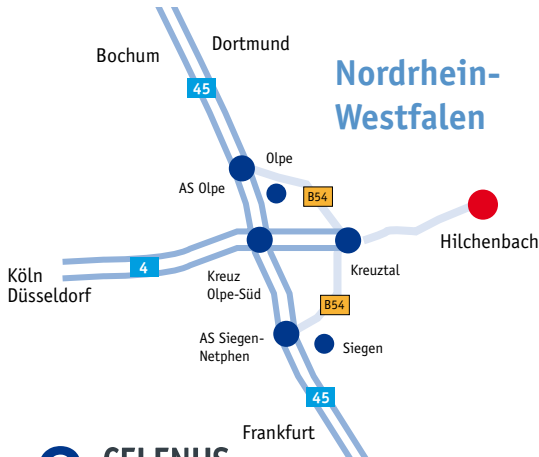 Dortmund
Bochum
Nordrhein-
Westfalen
45
Olpe
AS Olpe
B54
Hilchenbach
4
Köln
Düsseldorf
Kreuz
Olpe-Süd
Kreuztal
B54
AS Siegen-
Netphen
Siegen
45
Frankfurt
CELENUS